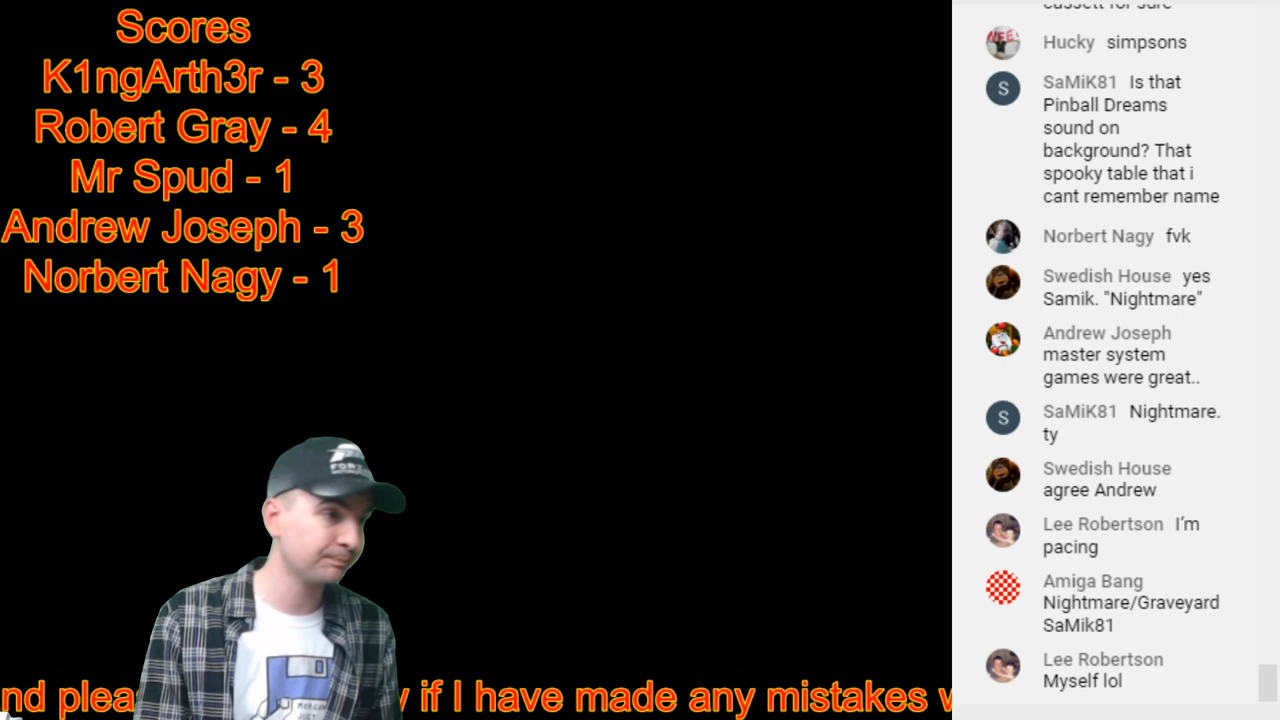 Scores
K1ngArth3r - 3
Robert Gray - 4
Mr Spud - 1
Andrew Joseph - 3
Norbert Nagy - 1
nd plea
y if I have made any mistakes w
Hucky simpsons
SaMiK81 Is that
Pinball Dreams
sound on
background? That
spooky table that i
cant remember name
Norbert Nagy fvk
Swedish House yes
Samik. "Nightmare"
Andrew Joseph
master system
games were great..
SaMiK81 Nightmare.
ty
Swedish House
agree Andrew
Lee Robertson I’m
pacing
Amiga Bang
Nightmare/Graveyard
SaMik81
Lee Robertson
Myself lol
S
S